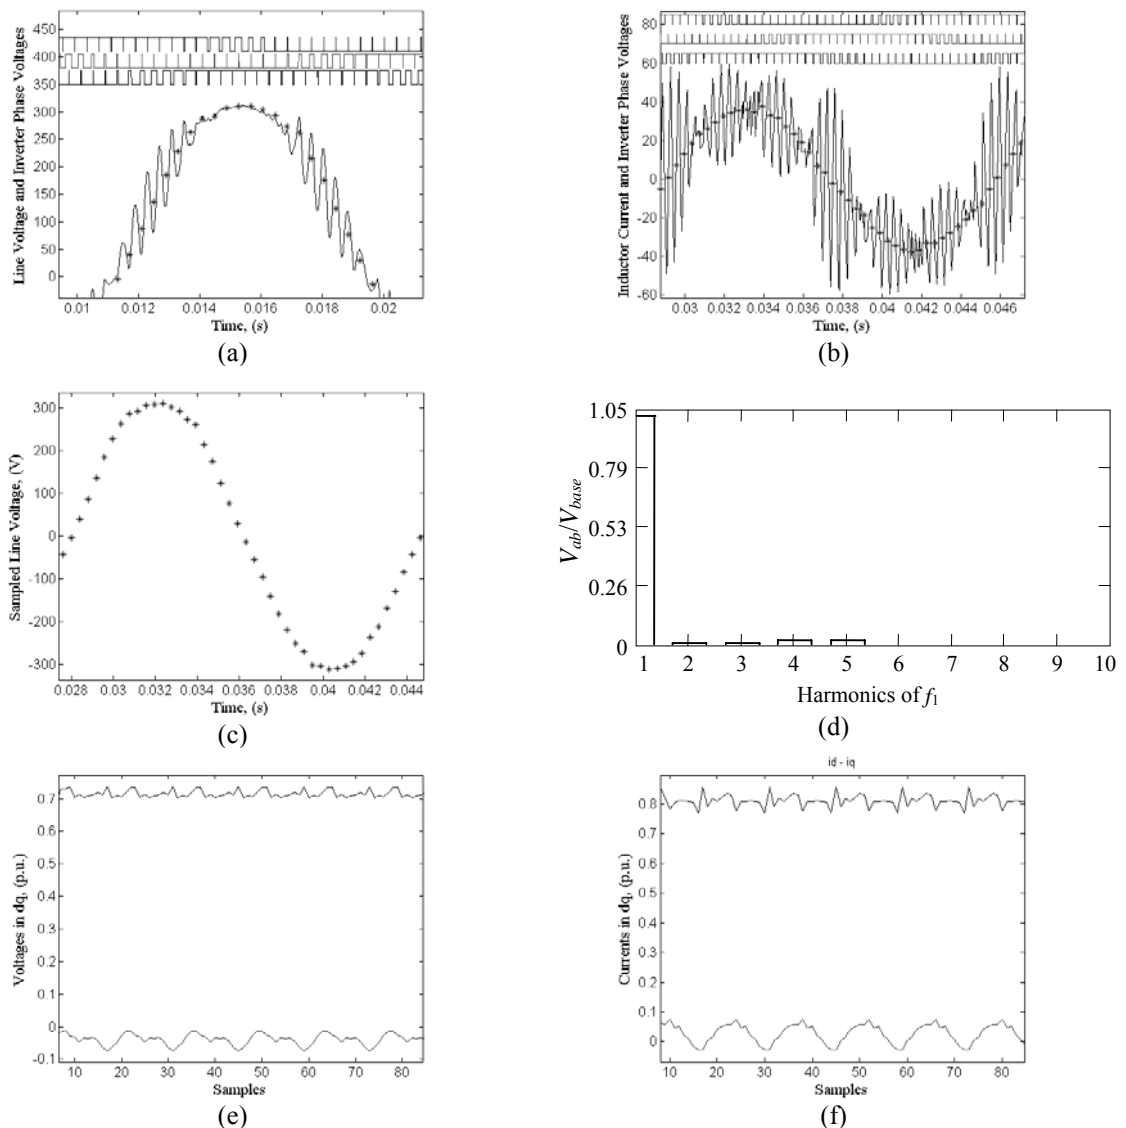 Line Voltage and Inverter Phase Voltages
450
400
350
300
250
200
150
100
50
0
0.01 0.012 0.014 0.016 0.018 0.02
Time, (s)
(a)
Inductor Current and Inverter Phase Voltages
80
60
40
20
0
-20
-40
-60
0.03 0.032 0.034 0.036 0.038 0.04 0.042 0.044 0.046
Time, (s)
(b)
Sampled Line Voltage, (V)
300
200
100
0
-100
-200
-300
0.028 0.03 0.032 0.034 0.036 0.038 0.04 0.042 0.044
Time, (s)
(c)
Vab/Vbase
1.05
0.79
0.53
0.26
0
1 2 3 4 5 6 7 8 9 10
Harmonics of f1
(d)
Voltages in dq, (p.u.)
0.7
0.6
0.5
0.4
0.3
0.2
0.1
0
-0.1
10 20 30 40 50 60 70 80
Samples
(e)
id - iq
Currents in dq, (p.u.)
0.8
0.7
0.6
0.5
0.4
0.3
0.2
0.1
0
10 20 30 40 50 60 70 80
Samples
(f)